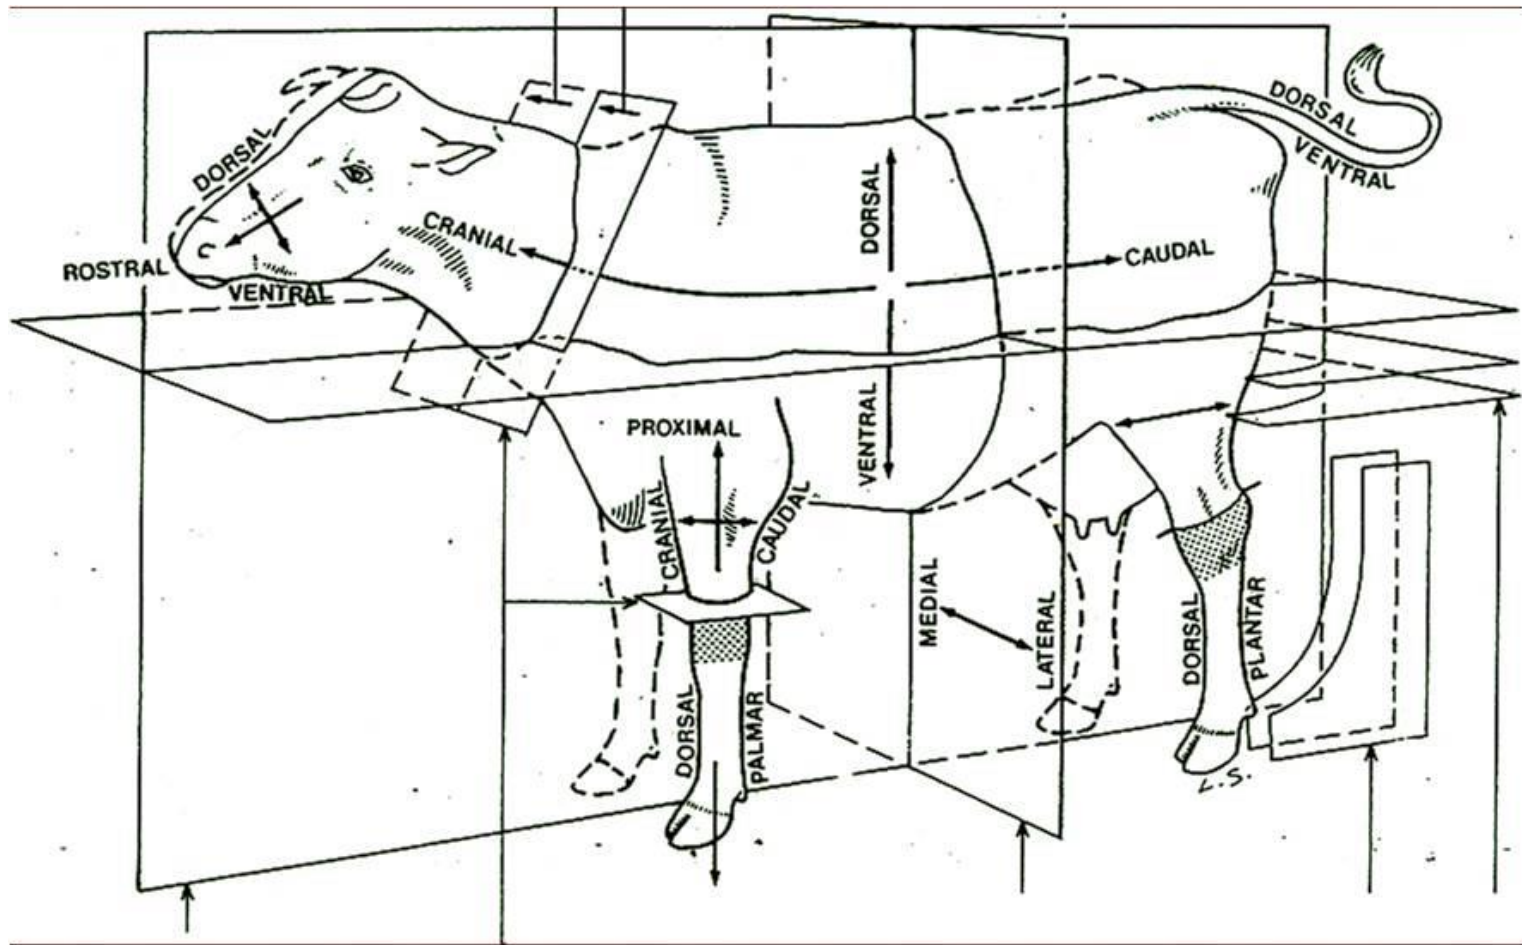 DORSAL
VENTRAL
DORSAL
ROSTRAL
VENTRAL
CRANIAL
DORSAL
CAUDAL
PROXIMAL
VENTRAL
CRANIAL
CAUDAL
MEDIAL
LATERAL
DORSAL
PLANTAR
DORSAL
PALMAR
L.S.